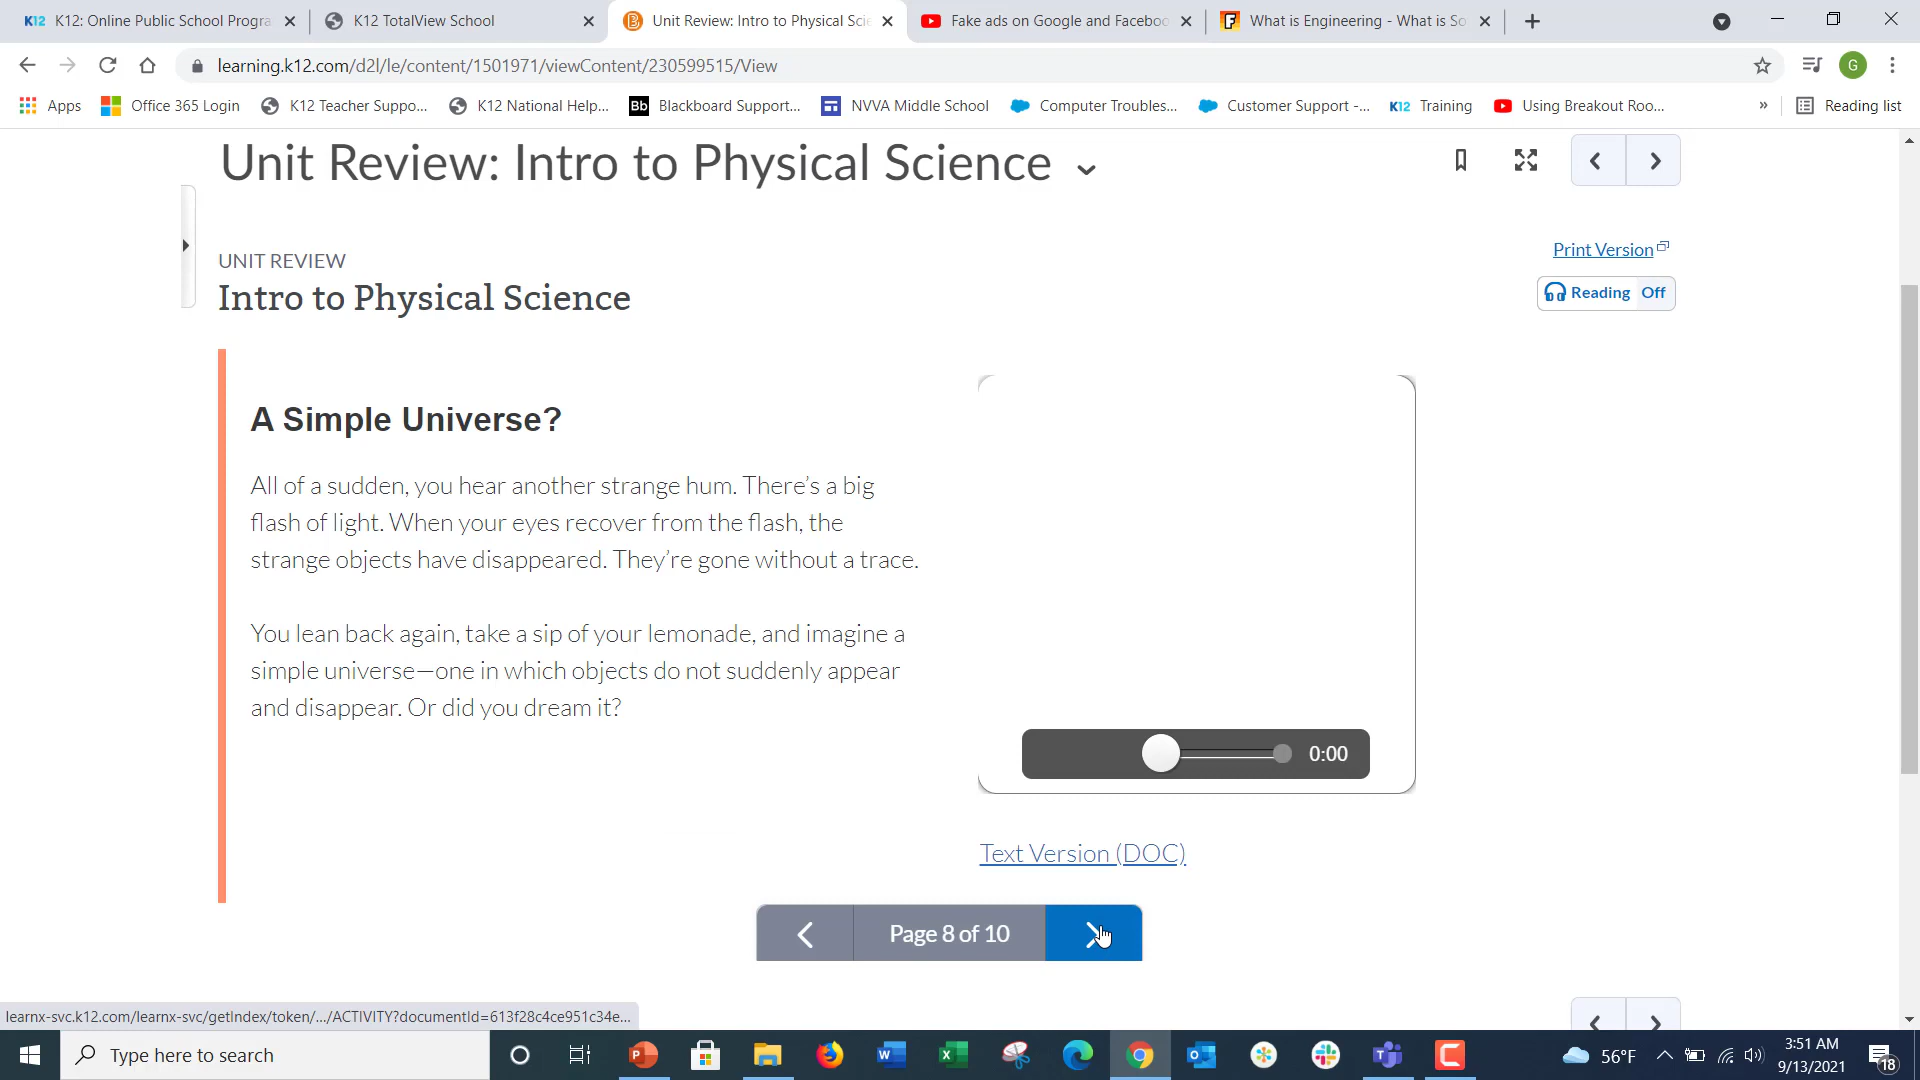 K12: Online Public School Progra
K12 TotalView School
Unit Review: Intro to Physical Scie
Fake ads on Google and Faceboo
What is Engineering - What is So
learning.k12.com/d2l/le/content/1501971/viewContent/230599515/View
G
Apps
Office 365 Login
K12 Teacher Suppo...
K12 National Help...
Bb Blackboard Support...
NVVA Middle School
Computer Troubles...
Customer Support -...
K12 Training
Using Breakout Roo...
»
Reading list
Unit Review: Intro to Physical Science
Print Version
UNIT REVIEW
Intro to Physical Science
Reading Off
A Simple Universe?
All of a sudden, you hear another strange hum. There's a big
flash of light. When your eyes recover from the flash, the
strange objects have disappeared. They're gone without a trace.
You lean back again, take a sip of your lemonade, and imagine a
simple universe—one in which objects do not suddenly appear
and disappear. Or did you dream it?
0:00
Text Version (DOC)
Page 8 of 10
learnx-svc.k12.com/learnx-svc/getIndex/token/.../ACTIVITY?documentId=613f28c4ce951c34e...
Type here to search
56°F
3:51 AM
9/13/2021
18